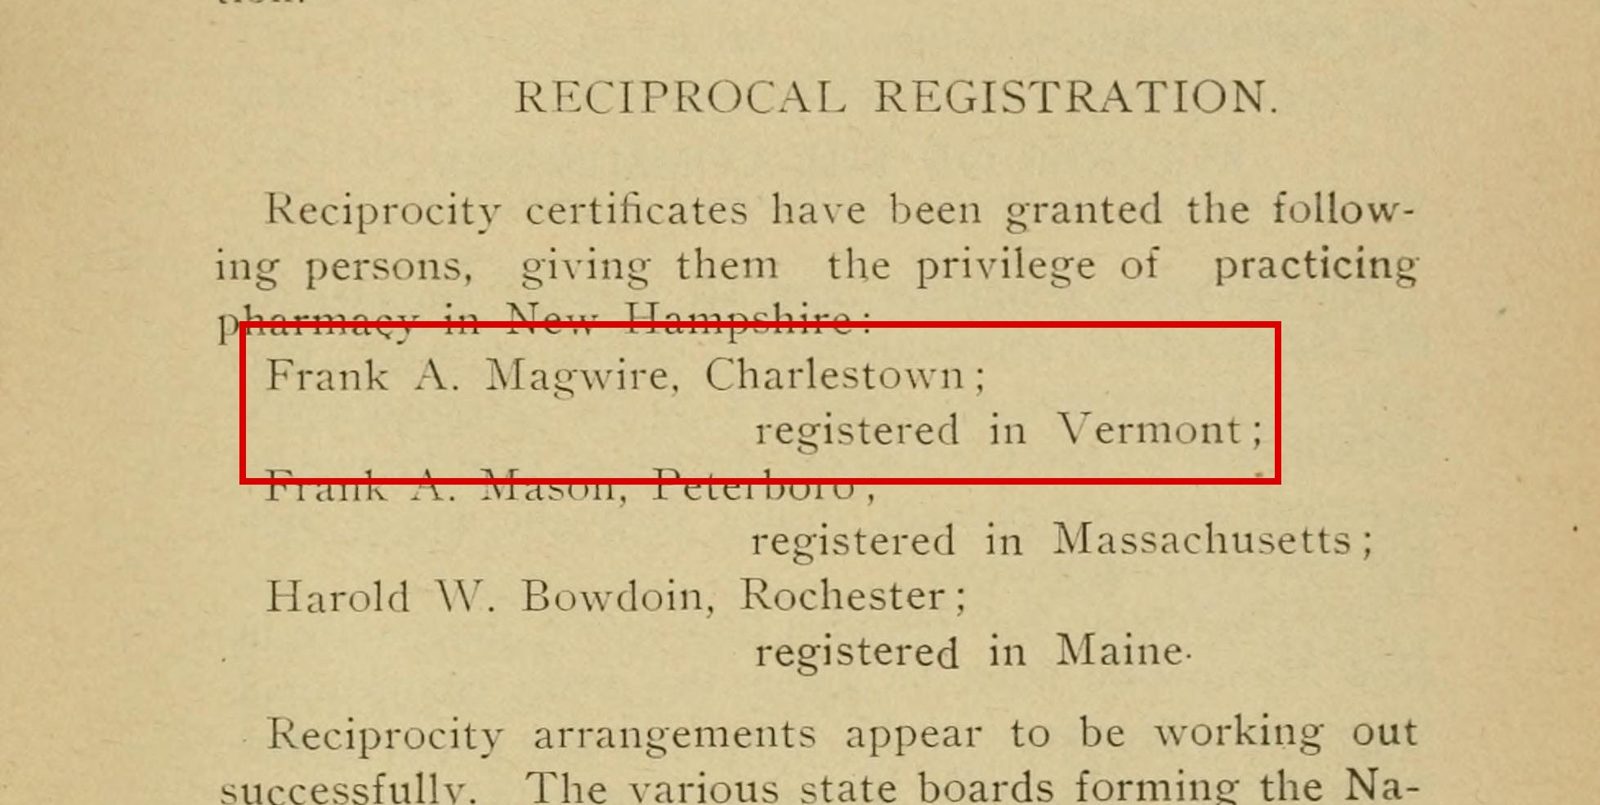 RECIPROCAL REGISTRATION.
Reciprocity certificates have been granted the follow-
ing persons, giving them the privilege of practicing
pharmacy in New Hampshire:
Frank A. Magwire, Charlestown;
registered in Vermont;
Frank A. Mason, Peterboro,
registered in Massachusetts;
Harold W. Bowdoin, Rochester;
registered in Maine.
Reciprocity arrangements appear to be working out
successfully. The various state boards forming the Na-